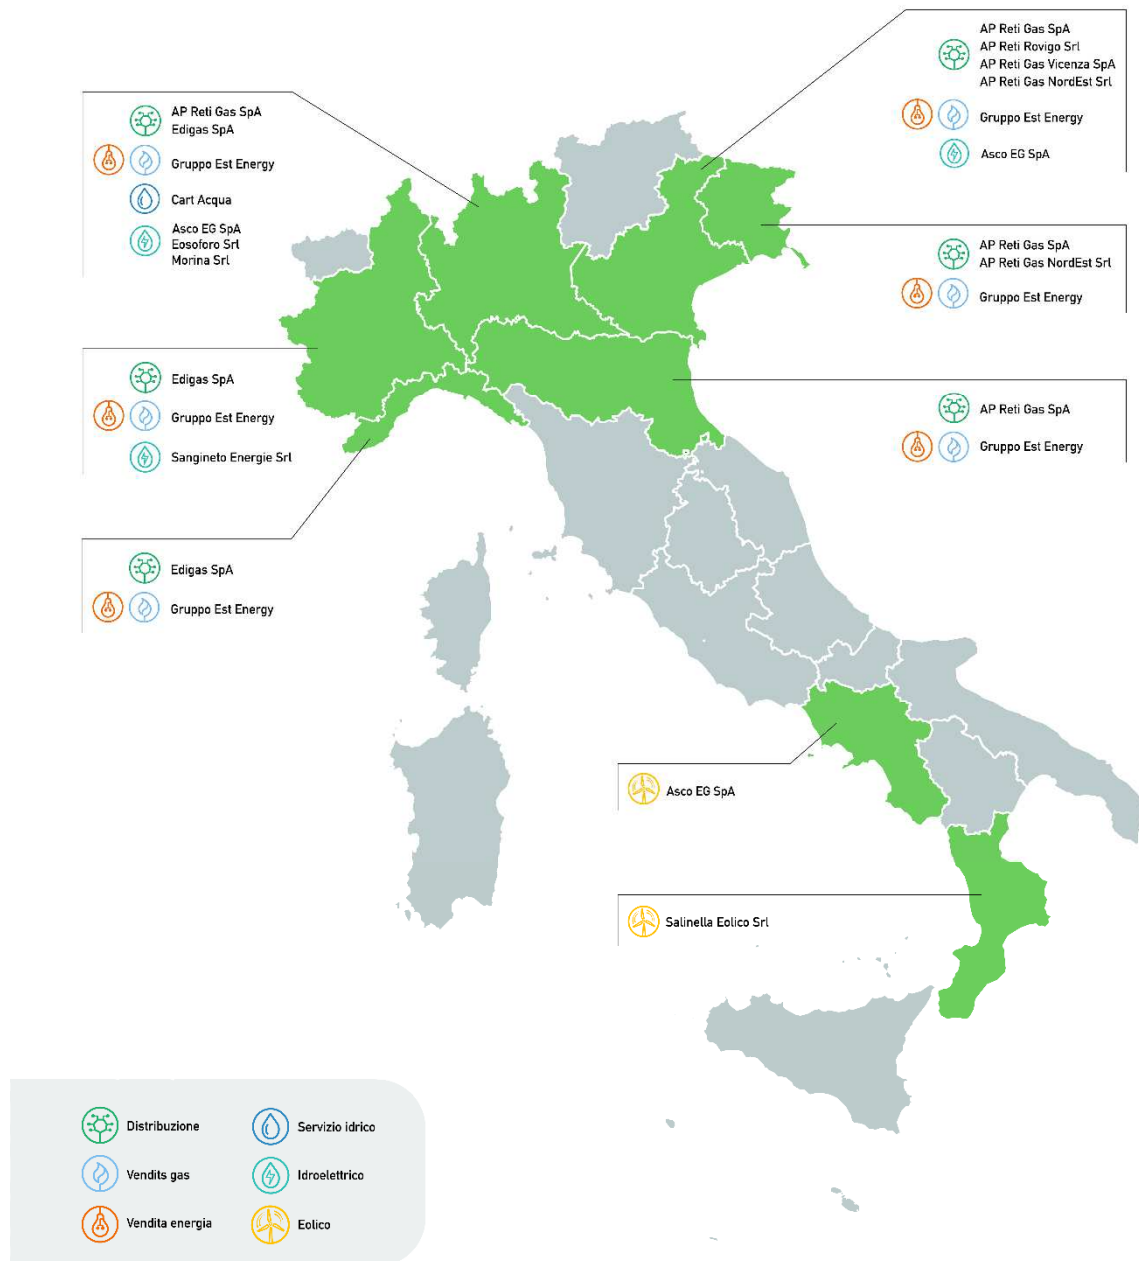 AP Reti Gas SpA
AP Reti Rovigo Srl
AP Reti Gas Vicenza SpA
AP Reti Gas NordEst Srl
Gruppo Est Energy
Asco EG SpA
AP Reti Gas SpA
Edigas SpA
Gruppo Est Energy
Cart Acqua
Asco EG SpA
Eosoforo Srl
Morina Srl
AP Reti Gas SpA
AP Reti Gas NordEst Srl
Gruppo Est Energy
Edigas SpA
Gruppo Est Energy
Sangineto Energie Srl
AP Reti Gas SpA
Gruppo Est Energy
Edigas SpA
Gruppo Est Energy
Asco EG SpA
Salinella Eolico Srl
Distribuzione
Servizio idrico
Vendits gas
Idroelettrico
Vendita energia
Eolico